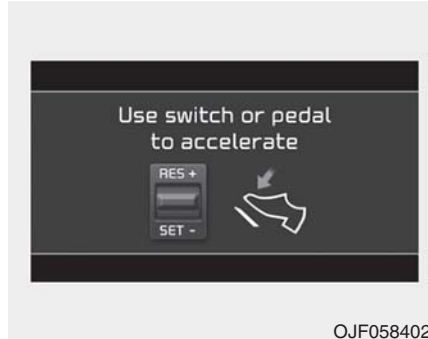 Use switch or pedal
to accelerate
RES +
SET -
OJF058402